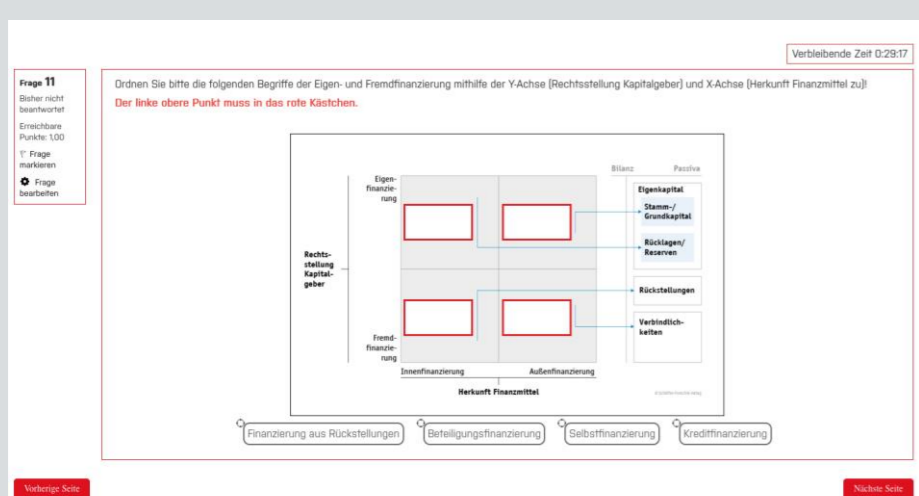 Verbleibende Zeit 0:29:17
Frage 11
Bisher nicht
beantwortet
Erreichbare
Punkte: 1,00
Frage
markieren
Frage
bearbeiten
Ordnen Sie bitte die folgenden Begriffe der Eigen- und Fremdfinanzierung mithilfe der Y-Achse (Rechtsstellung Kapitalgeber) und X-Achse (Herkunft Finanzmittel zu)!
Der linke obere Punkt muss in das rote Kästchen.
Bilanz Passiva
Eigen-
finanzie-
rung
Eigenkapital
Stamm-/
Grundkapital
Rücklagen/
Reserven
Rechts-
stellung
Kapital-
geber
Rückstellungen
Verbindlich-
keiten
Fremd-
finanzie-
rung
Innenfinanzierung Außenfinanzierung
Herkunft Finanzmittel
Finanzierung aus Rückstellungen Beteiligungsfinanzierung Selbstfinanzierung Kreditfinanzierung
Vorherige Seite Nächste Seite